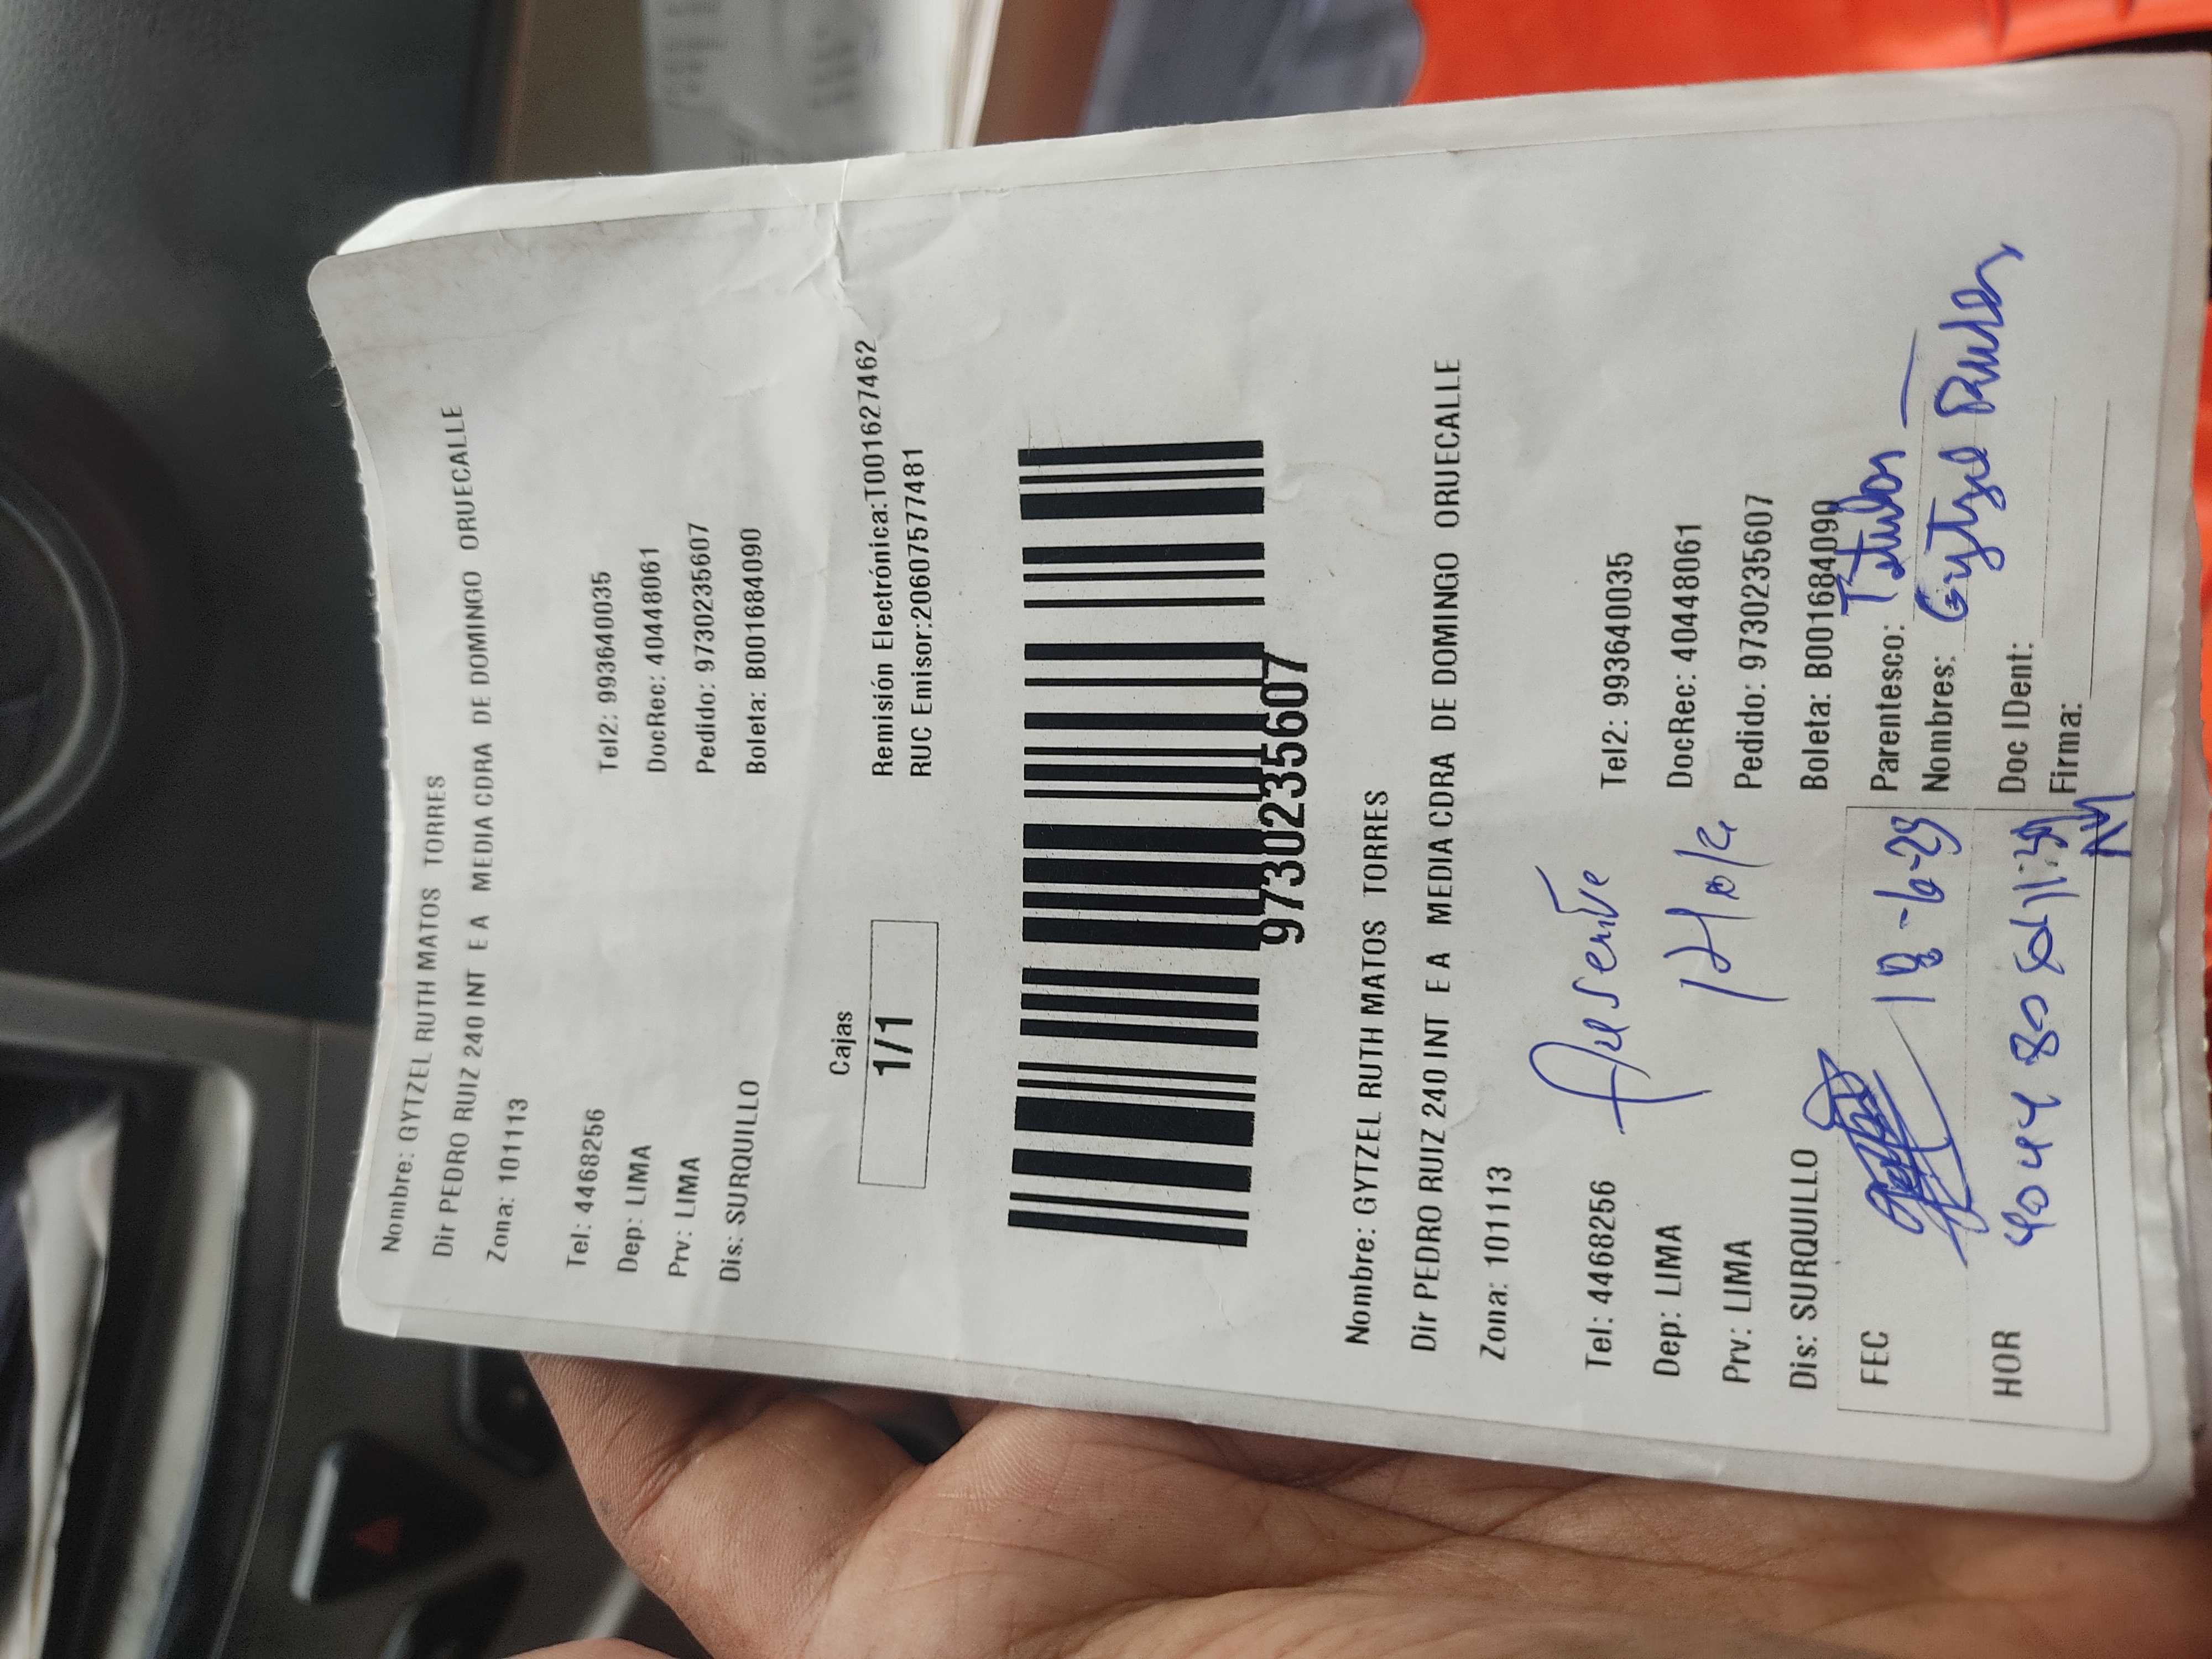 Nombre: GYTZEL RUTH MATOS TORRES
Dir PEDRO RUIZ 240 INT E A MEDIA CDRA DE DOMINGO ORUECALLE
Zona: 101113
Tel: 4468256 Tel2: 993640035
Dep: LIMA DocRec: 40448061
Prv: LIMA Pedido: 9730235607
Dis: SURQUILLO Boleta: B001684090
Cajas
1/1
Remisión Electrónica:T001627462
RUC Emisor:20607577481
9730235607
Nombre: GYTZEL RUTH MATOS TORRES
Dir PEDRO RUIZ 240 INT E A MEDIA CDRA DE DOMINGO ORUECALLE
Zona: 101113
Ausente
Tel: 4468256 Tel2: 993640035
Dep: LIMA DocRec: 40448061
Prv: LIMA Pedido: 9730235607
Dis: SURQUILLO Boleta: B001684090
FEC 18-6-23 Parentesco: Titular
Nombres: Gytzel
HOR Doc IDent:
Firma: